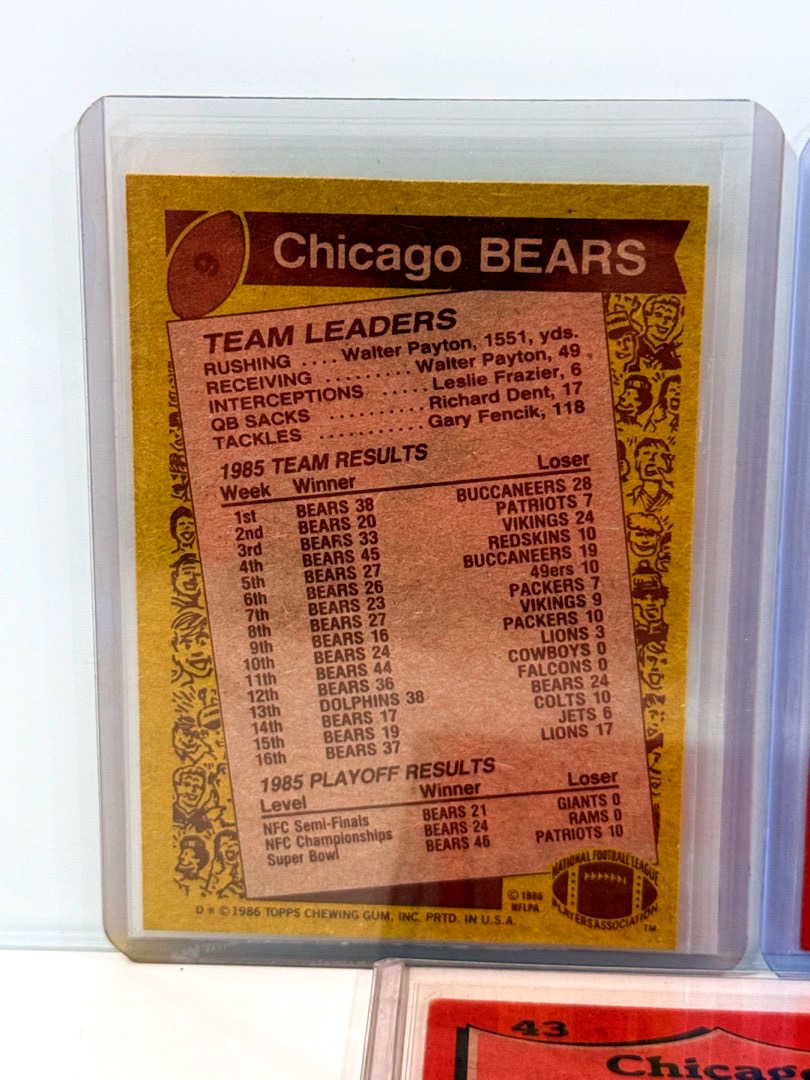 9
Chicago BEARS
TEAM LEADERS
RUSHING .... Walter Payton, 1551, yds.
RECEIVING ......... Walter Payton, 49
INTERCEPTIONS ..... Leslie Frazier, 6
QB SACKS .......... Richard Dent, 17
TACKLES ........... Gary Fencik, 118
1985 TEAM RESULTS
Week Winner Loser
1st BEARS 38 BUCCANEERS 28
2nd BEARS 20 PATRIOTS 7
3rd BEARS 33 VIKINGS 24
4th BEARS 45 REDSKINS 10
5th BEARS 27 BUCCANEERS 19
6th BEARS 26 49ers 10
7th BEARS 23 PACKERS 7
8th BEARS 27 VIKINGS 9
9th BEARS 16 PACKERS 10
10th BEARS 24 LIONS 3
11th BEARS 44 COWBOYS 0
12th BEARS 36 FALCONS 0
13th DOLPHINS 38 BEARS 24
14th BEARS 17 COLTS 10
15th BEARS 19 JETS 6
16th BEARS 37 LIONS 17
1985 PLAYOFF RESULTS
Level Winner Loser
NFC Semi-Finals BEARS 21 GIANTS 0
NFC Championships BEARS 24 RAMS 0
Super Bowl BEARS 46 PATRIOTS 10
© 1986
NFLPA
NATIONAL FOOTBALL LEAGUE
PLAYERS ASSOCIATION
TM
D * © 1986 TOPPS CHEWING GUM, INC. PRTD. IN U.S.A.
43
Chicago